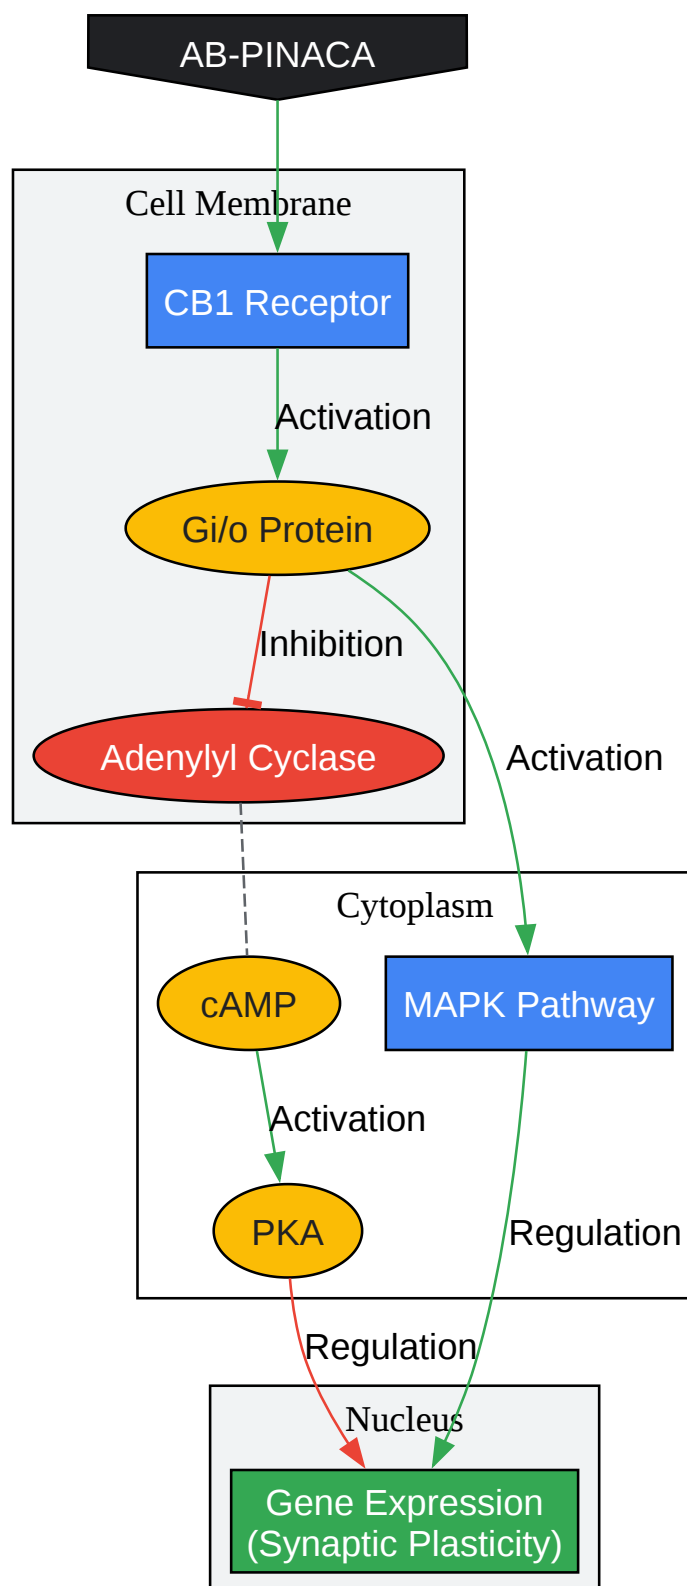 AB-PINACA
Cell Membrane
CB1 Receptor
Activation
Gi/o Protein
Inhibition
Adenylyl Cyclase
Activation
Cytoplasm
cAMP
MAPK Pathway
Activation
PKA
Regulation
Regulation
Nucleus
Gene Expression
(Synaptic Plasticity)